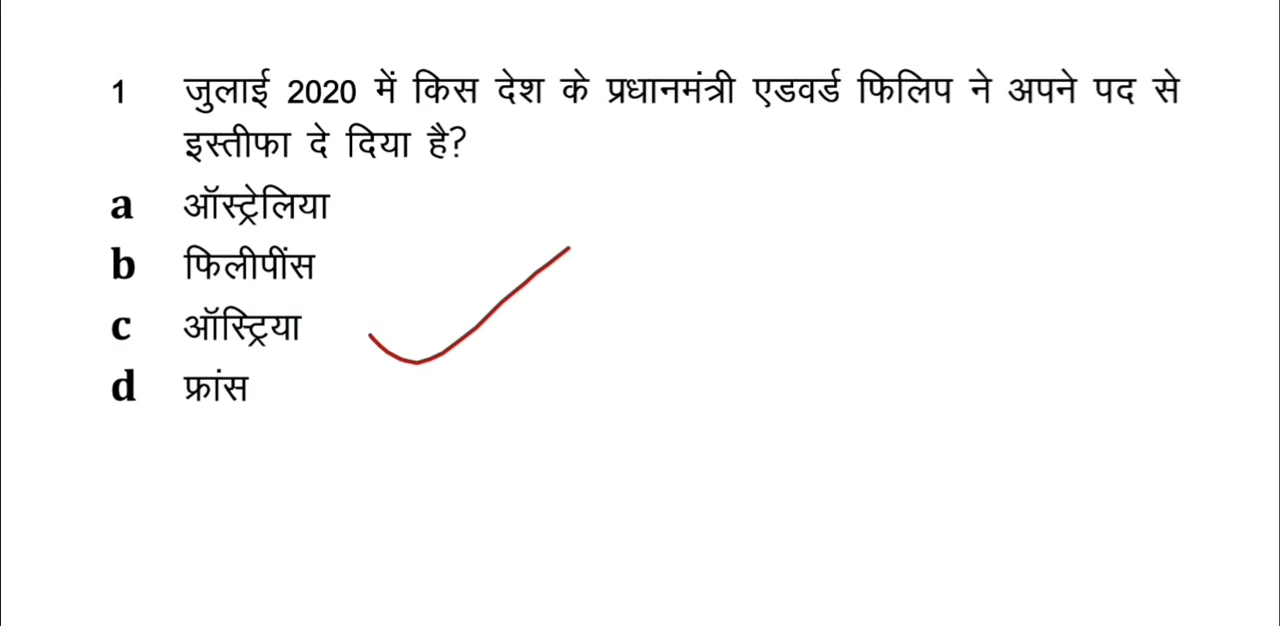 1 जुलाई 2020 में किस देश के प्रधानमंत्री एडवर्ड फिलिप ने अपने पद से
इस्तीफा दे दिया है?
a ऑस्ट्रेलिया
b फिलीपींस
c ऑस्ट्रिया
d फ्रांस